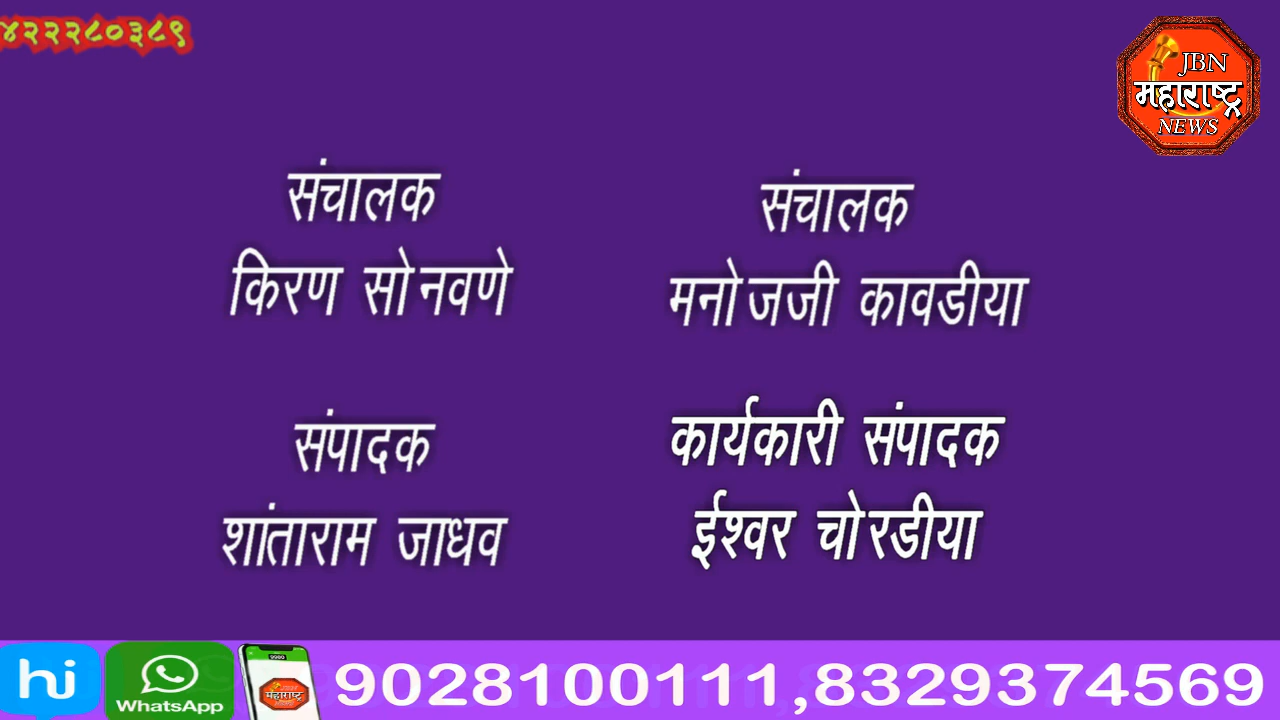 ४२२२८०३८९
JBN
महाराष्ट्र
NEWS
संचालक
किरण सोनवणे
संचालक
मनोजजी कावडीया
संपादक
शांताराम जाधव
कार्यकारी संपादक
ईश्वर चोरडीया
hi
WhatsApp
महाराष्ट्र
9028100111,8329374569